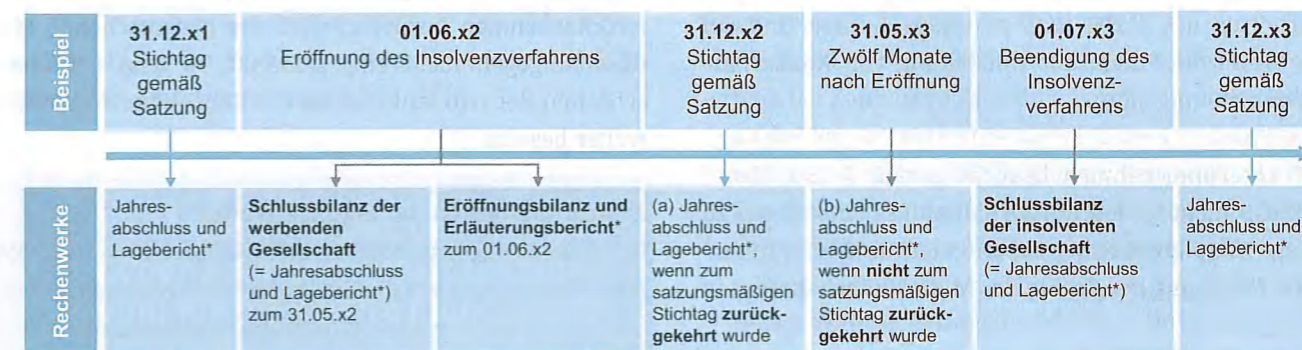 Beispiel
31.12.x1
Stichtag
gemäß
Satzung
01.06.x2
Eröffnung des Insolvenzverfahrens
31.12.x2
Stichtag
gemäß
Satzung
31.05.x3
Zwölf Monate
nach Eröffnung
01.07.x3
Beendigung des
Insolvenz-
verfahrens
31.12.x3
Stichtag
gemäß
Satzung
Rechenwerke
Jahres-
abschluss und
Lagebericht*
Schlussbilanz der
werbenden
Gesellschaft
(= Jahresabschluss
und Lagebericht*)
zum 31.05.x2
Eröffnungsbilanz und
Erläuterungsbericht*
zum 01.06.x2
(a) Jahres-
abschluss und
Lagebericht*,
wenn zum
satzungsmäßigen
Stichtag zurück-
gekehrt wurde
(b) Jahres-
abschluss und
Lagebericht*,
wenn nicht zum
satzungsmäßigen
Stichtag zurück-
gekehrt wurde
Schlussbilanz
der insolventen
Gesellschaft
(= Jahresabschluss
und Lagebericht*)
Jahres-
abschluss und
Lagebericht*